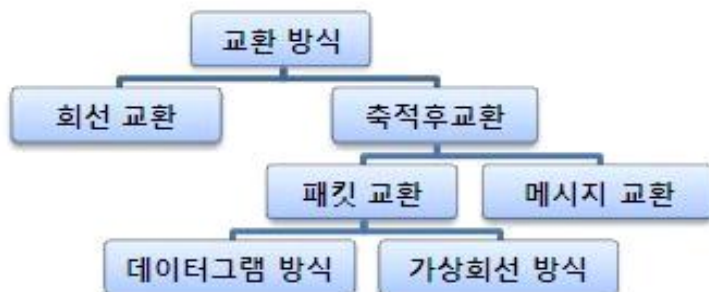 교환 방식
회선 교환
축적후교환
패킷 교환
메시지 교환
데이터그램 방식
가상회선 방식